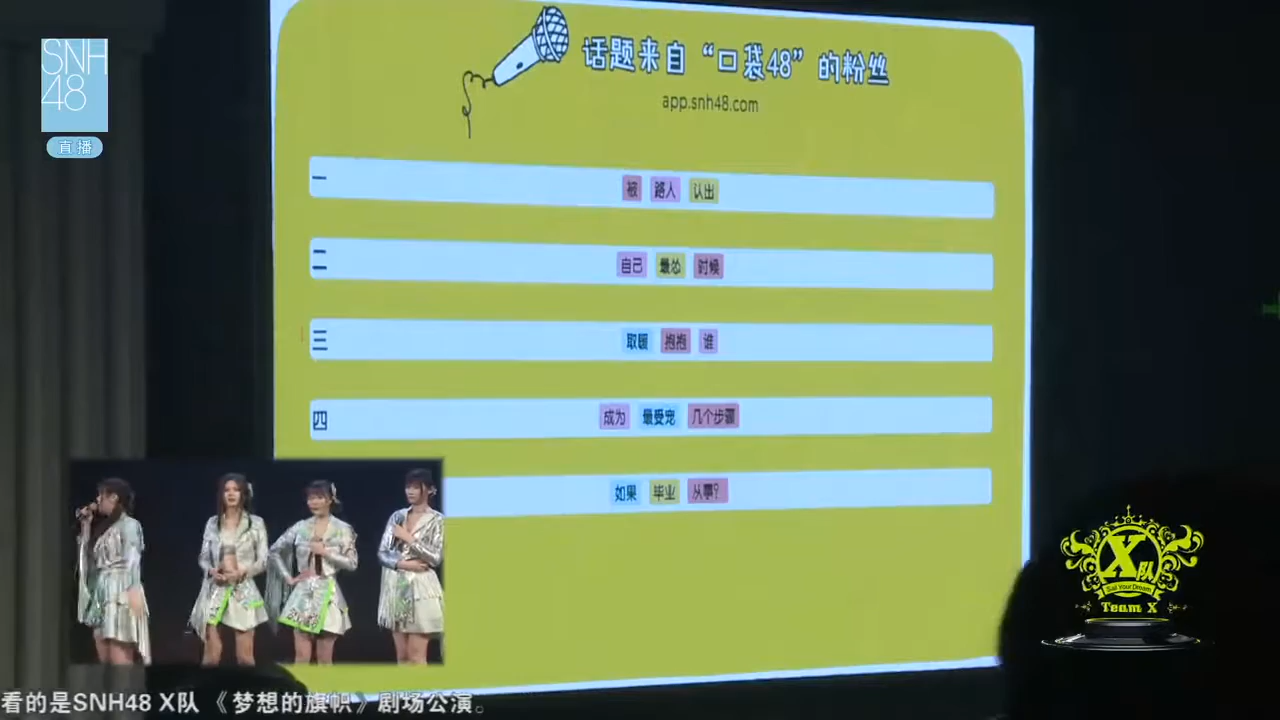 SNH
48
直播
话题来自“口袋48”的粉丝
app.snh48.com
一 被 路人 认出
二 自己 最怂 时候
三 取暖 抱抱 谁
四 成为 最受宠 几个步骤
如果 毕业 从事?
X队
Sail Your Dream
Team X
看的是SNH48 X队 《梦想的旗帜》剧场公演。